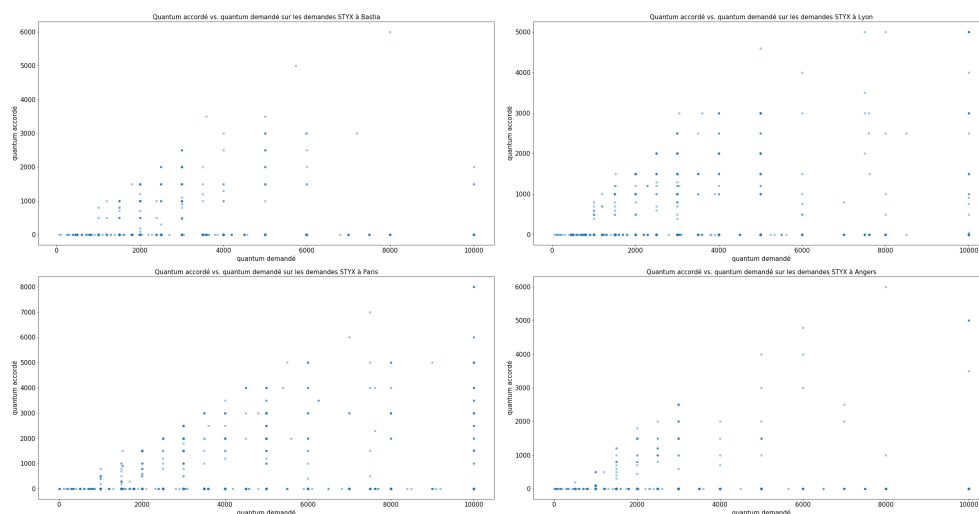 Quantum accordé vs. quantum demandé sur les demandes STYX à Bastia
6000
5000
4000
3000
2000
1000
0
quantum accordé
0 2000 4000 6000 8000 10000
quantum demandé
Quantum accordé vs. quantum demandé sur les demandes STYX à Lyon
5000
4000
3000
2000
1000
0
quantum accordé
0 2000 4000 6000 8000 10000
quantum demandé
Quantum accordé vs. quantum demandé sur les demandes STYX à Paris
8000
7000
6000
5000
4000
3000
2000
1000
0
quantum accordé
0 2000 4000 6000 8000 10000
quantum demandé
Quantum accordé vs. quantum demandé sur les demandes STYX à Angers
6000
5000
4000
3000
2000
1000
0
quantum accordé
0 2000 4000 6000 8000 10000
quantum demandé